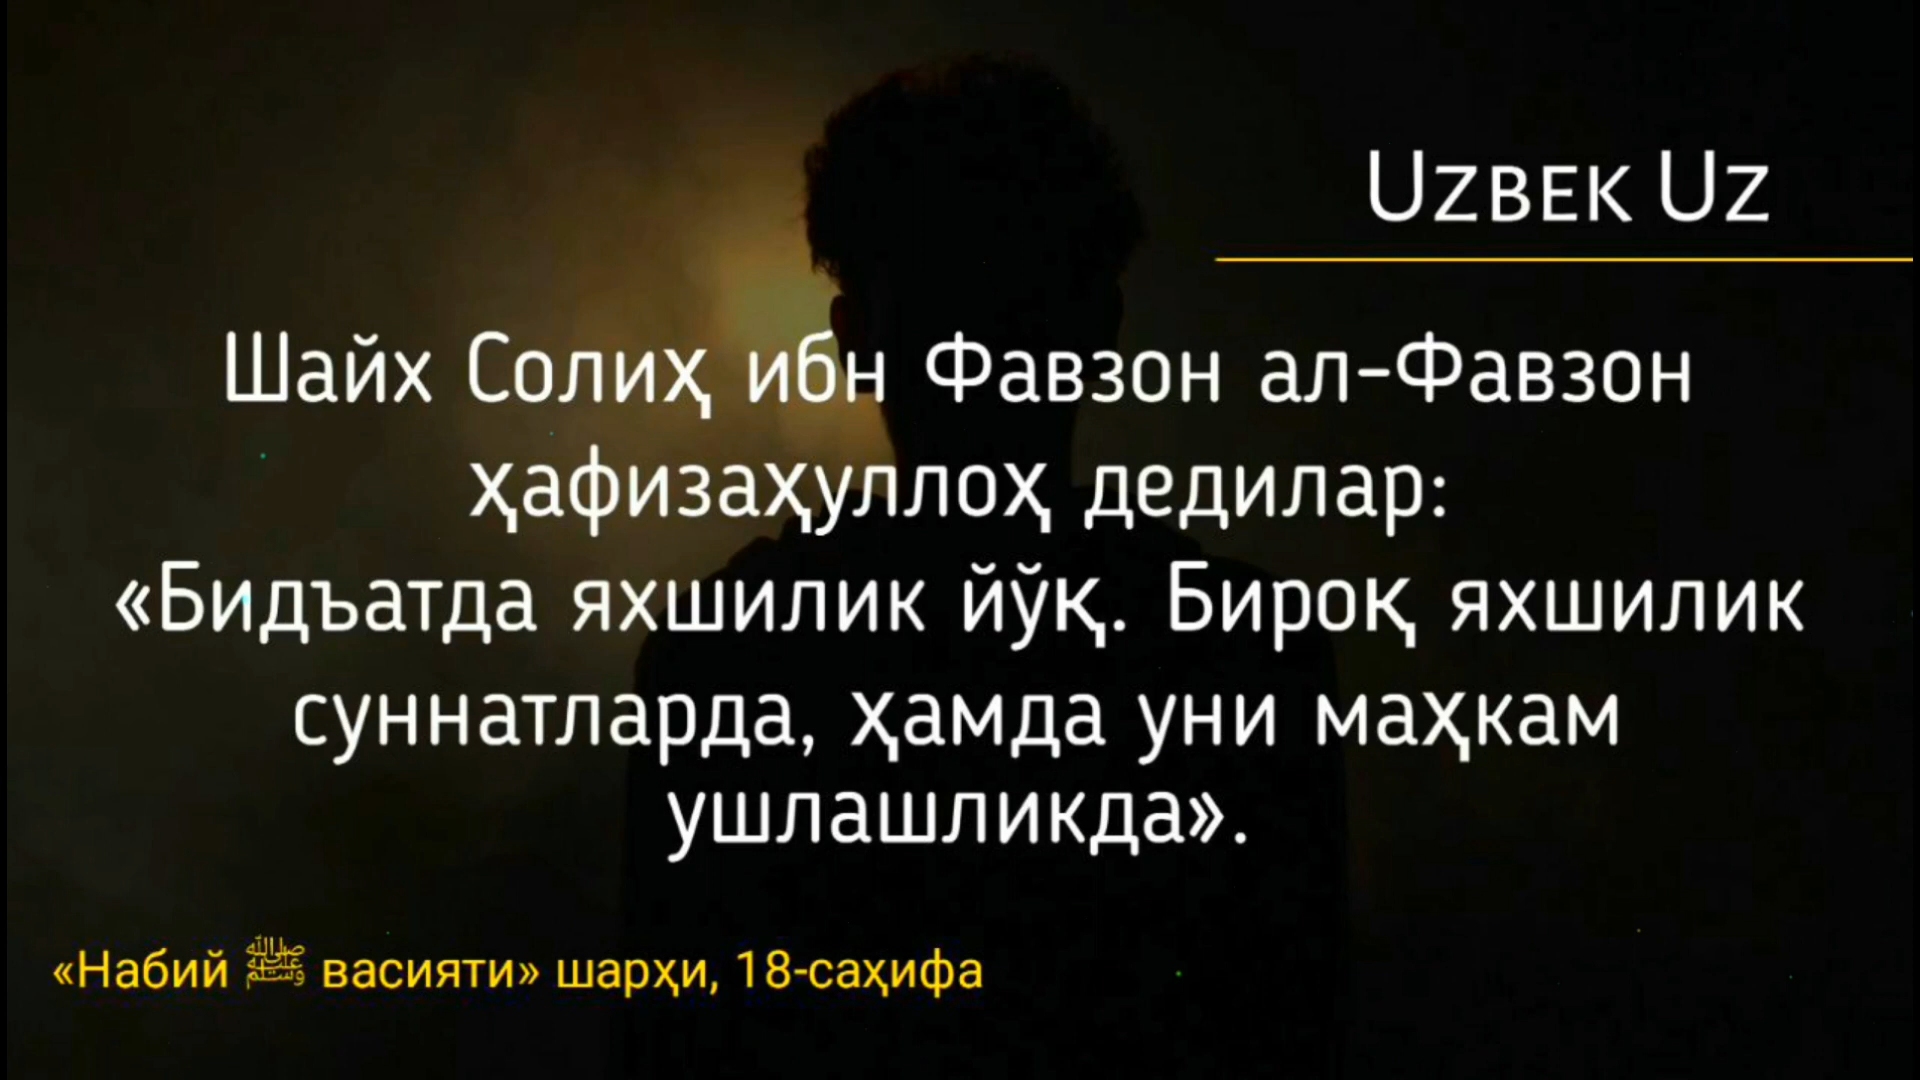 Uzbek Uz
Шайх Солиҳ ибн Фавзон ал-Фавзон
ҳафизаҳуллоҳ дедилар:
«Бидъатда яхшилик йўқ. Бироқ яхшилик
суннатларда, ҳамда уни маҳкам
ушлашликда».
«Набий ﷺ васияти» шарҳи, 18-саҳифа